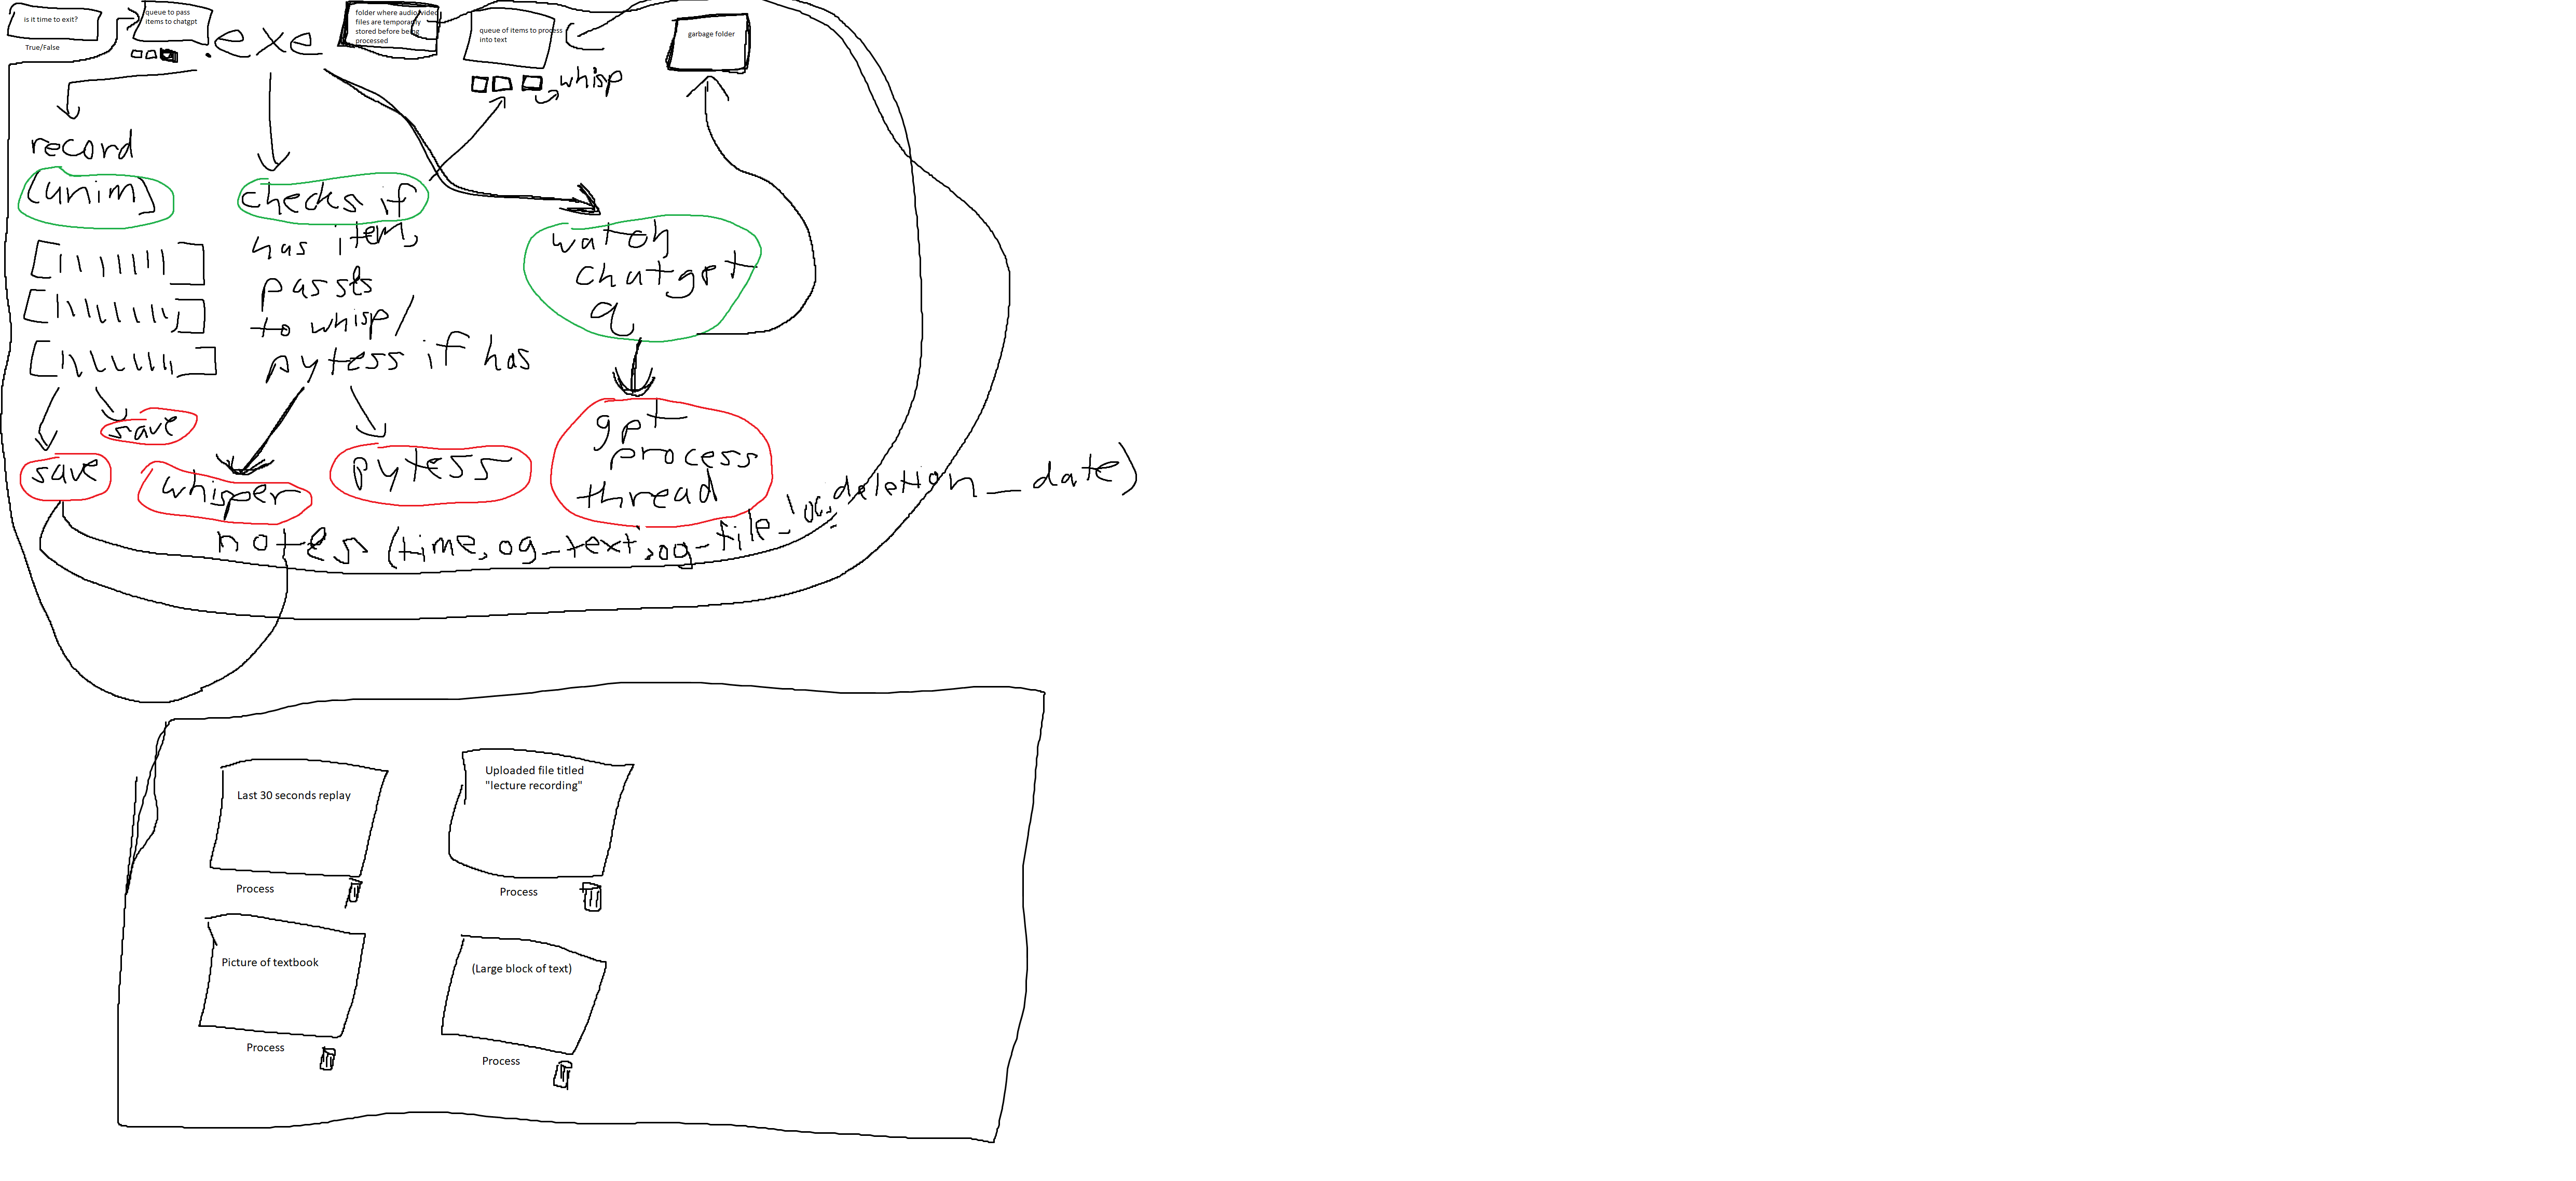 is it time to exit?
True/False
queue to pass
items to chatgpt
.exe
folder where audio/video
files are temporarily
stored before being
processed
queue of items to process
into text
whisp
garbage folder
record
(unim)
checks if
has item,
to whisp/
pytess if has
watch
chatgpt
q
save
save
whisper
pytess
gpt
process
thread
notes (time, og_text, og-file_loc, deletion_date)
Last 30 seconds replay
Process
Uploaded file titled
"lecture recording"
Process
Picture of textbook
Process
(Large block of text)
Process